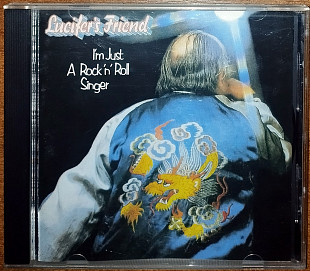 Lucifer's Friend
I'm Just
A Rock 'n' Roll
Singer